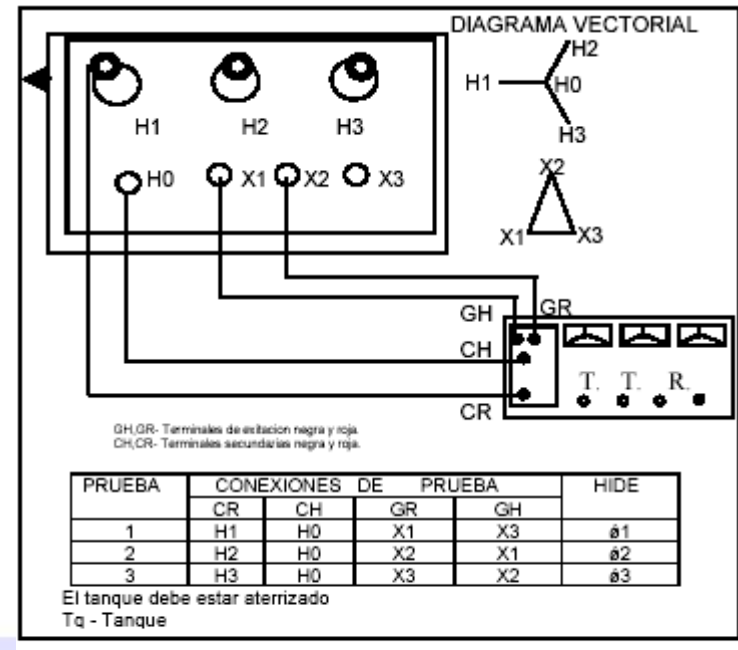 DIAGRAMA VECTORIAL
H2
H1 H0
H3
H1 H2 H3
H0 X1 X2 X3
X2
X1 X3
GH GR
CH
T. T. R.
CR
GH,GR- Terminales de exitacion negra y roja.
CH,CR- Terminales secundarias negra y roja.
PRUEBA CONEXIONES DE PRUEBA HIDE
CR CH GR GH
1 H1 H0 X1 X3 ø1
2 H2 H0 X2 X1 ø2
3 H3 H0 X3 X2 ø3
El tanque debe estar aterrizado
Tq - Tanque